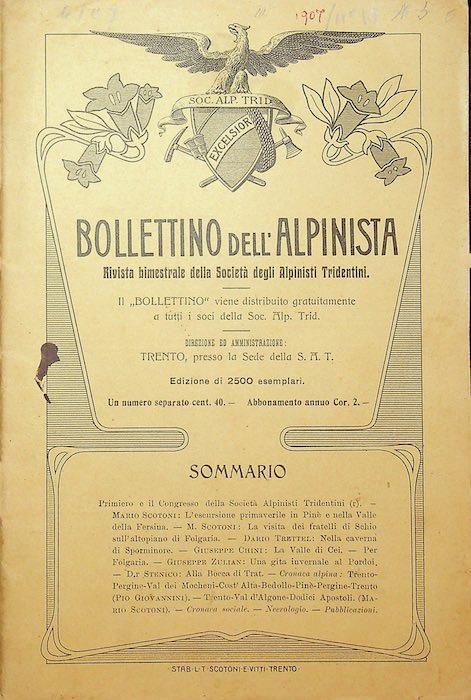 1907
SOC. ALP. TRID.
EXCELSIOR
BOLLETTINO DELL'ALPINISTA
Rivista bimestrale della Società degli Alpinisti Tridentini.
Il „BOLLETTINO“ viene distribuito gratuitamente
a tutti i soci della Soc. Alp. Trid.
DIREZIONE ED AMMINISTRAZIONE:
TRENTO, presso la Sede della S. A. T.
Edizione di 2500 esemplari.
Un numero separato cent. 40. — Abbonamento annuo Cor. 2. —
SOMMARIO
Primiero e il Congresso della Società Alpinisti Tridentini (r). —
MARIO SCOTONI: L'escursione primaverile in Pinè e nella Valle
della Fersina. — M. SCOTONI: La visita dei fratelli di Schio
sull'altopiano di Folgaria. — DARIO TRETTEL: Nella caverna
di Sporminore. — GIUSEPPE CHINI: La Valle di Cei. — Per
Folgaria. — GIUSEPPE ZULIAN: Una gita invernale al Pordoi,
— D.r STENICO: Alla Bocca di Trat. — Cronaca alpina: Trento-
Pergine-Val dei Mocheni-Cost'Alta-Bedollo-Pinè-Pergine-Trento
(PIO GIOVANNINI). — Trento-Val d'Algone-Dodici Apostoli. (MA-
RIO SCOTONI). — Cronaca sociale. — Necrologio. — Pubblicazioni.
STAB. L. T. SCOTONI E VITTI-TRENTO